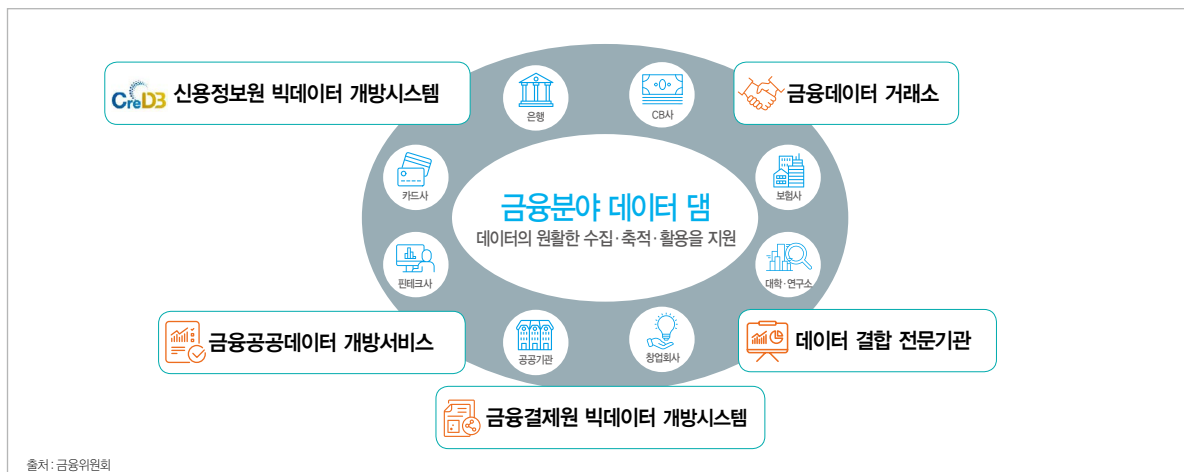 CreDB 신용정보원 빅데이터 개방시스템
금융데이터 거래소
은행
CB사
카드사
보험사
금융분야 데이터 댐
데이터의 원활한 수집·축적·활용을 지원
핀테크사
대학·연구소
금융공공데이터 개방서비스
데이터 결합 전문기관
공공기관
창업회사
금융결제원 빅데이터 개방시스템
출처: 금융위원회